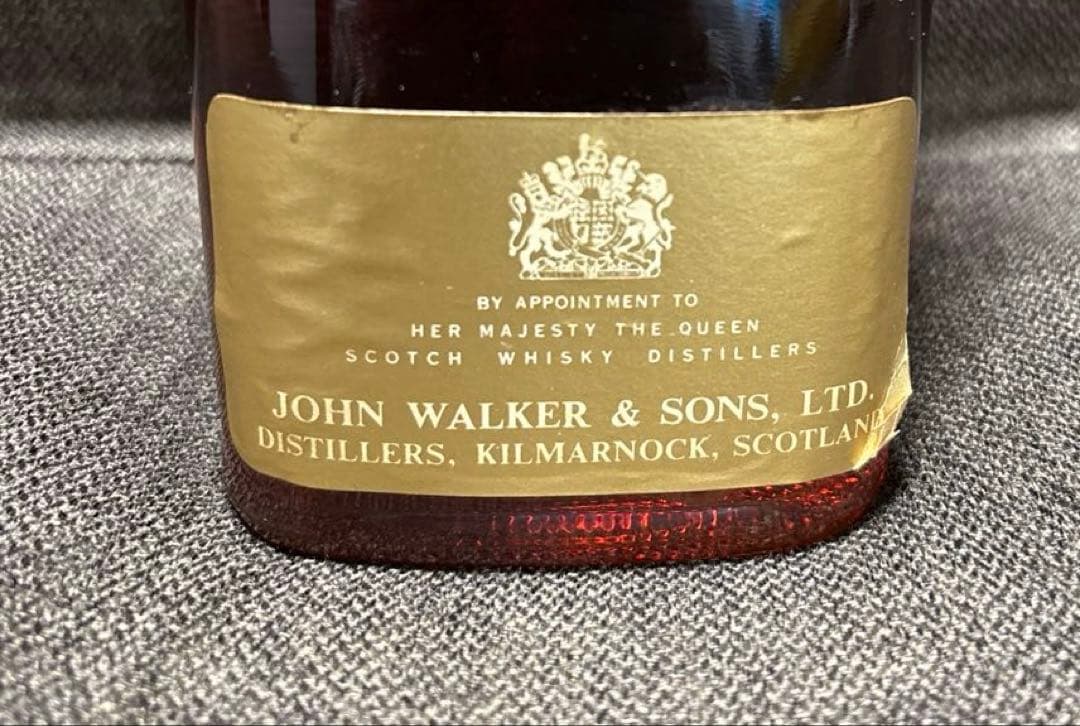 BY APPOINTMENT TO
HER MAJESTY THE QUEEN
SCOTCH WHISKY DISTILLERS
JOHN WALKER & SONS, LTD.
DISTILLERS, KILMARNOCK, SCOTLAND